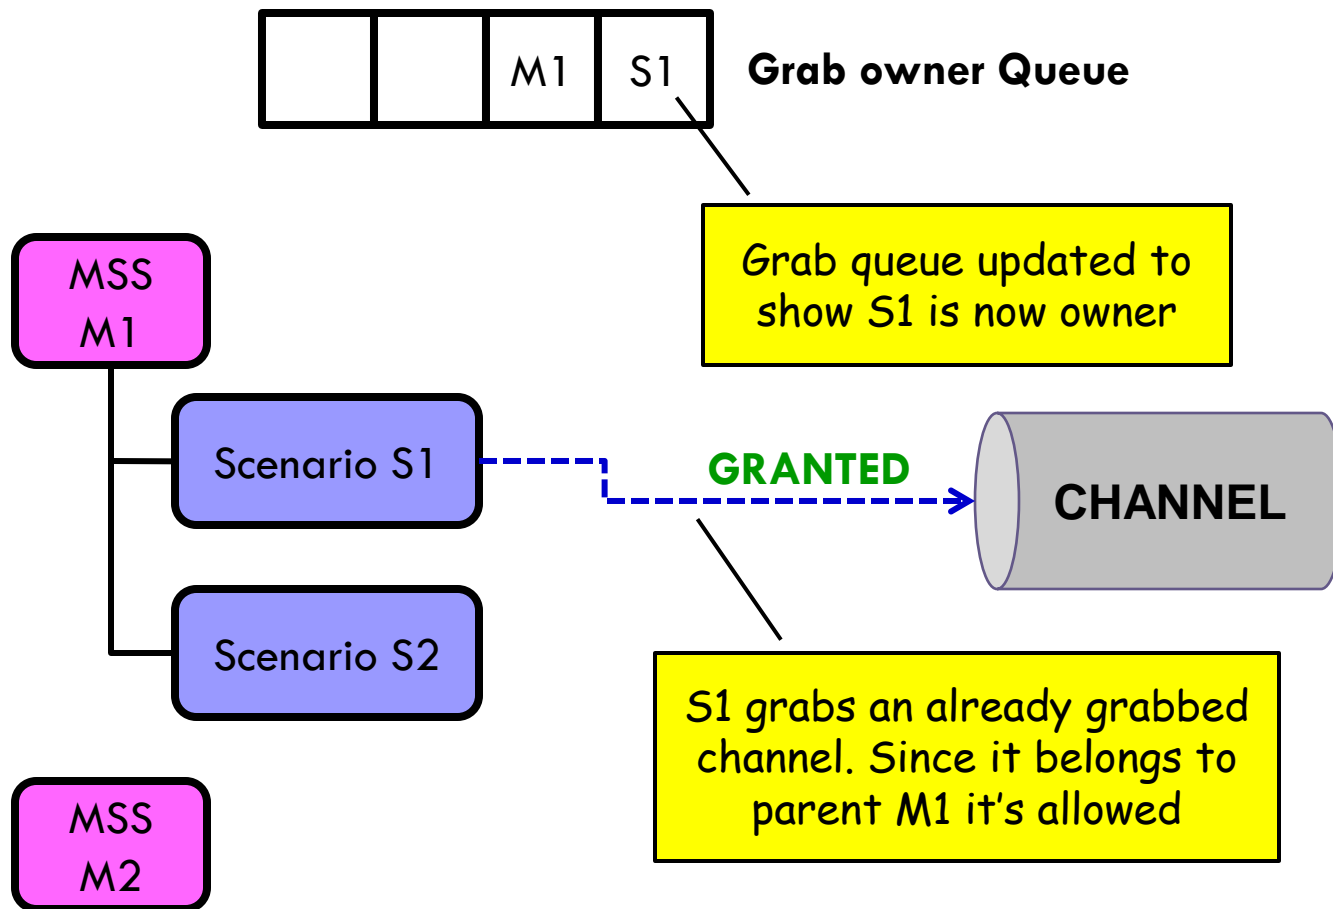 M1 S1 Grab owner Queue
Grab queue updated to
show S1 is now owner
MSS
M1
Scenario S1
GRANTED
CHANNEL
Scenario S2
S1 grabs an already grabbed
channel. Since it belongs to
parent M1 it's allowed
MSS
M2